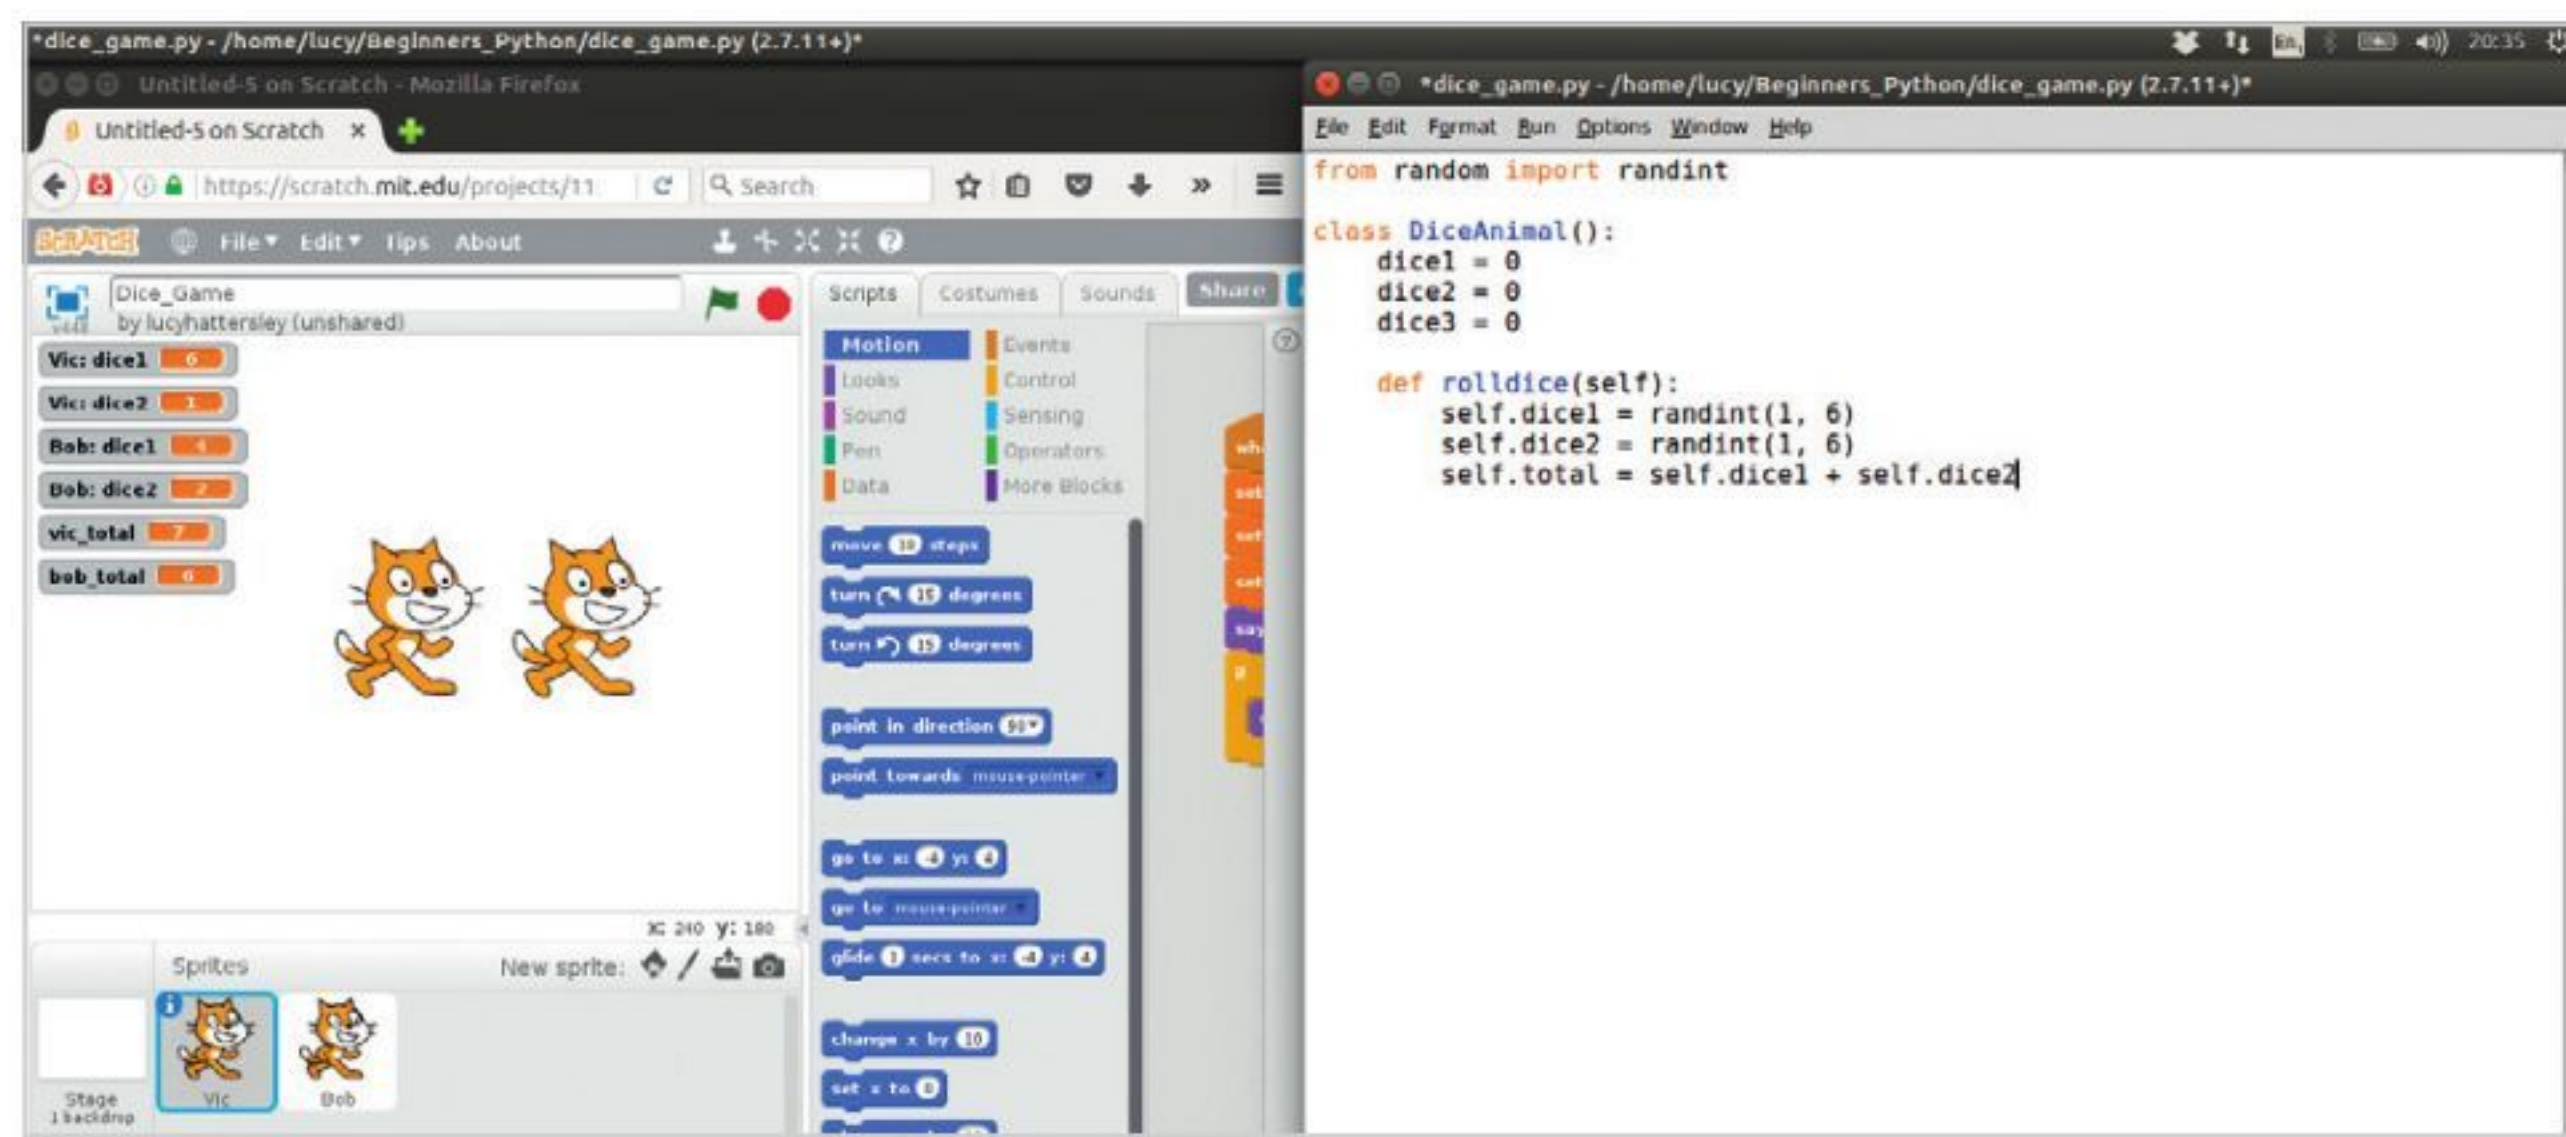 *dice_game.py - /home/lucy/Beginners_Python/dice_game.py (2.7.11+)*
En
20:35
Untitled-5 on Scratch - Mozilla Firefox
Untitled-5 on Scratch
https://scratch.mit.edu/projects/11
Search
SCRATCH
File
Edit
Tips
About
Dice_Game
by lucyhattersley (unshared)
Vic: dice1 6
Vic: dice2 1
Bob: dice1 4
Bob: dice2 2
vic_total 7
bob_total 6
x: 240 y: 180
Sprites
New sprite:
Stage
1 backdrop
Vic
Bob
Scripts
Costumes
Sounds
Share
Motion
Events
Looks
Control
Sound
Sensing
Pen
Operators
Data
More Blocks
move 10 steps
turn 15 degrees
turn 15 degrees
point in direction 90
point towards mouse-pointer
go to x: -4 y: 4
go to mouse-pointer
glide 1 secs to x: -4 y: 4
change x by 10
set x to 0
*dice_game.py - /home/lucy/Beginners_Python/dice_game.py (2.7.11+)*
File Edit Format Run Options Window Help
from random import randint
class DiceAnimal():
dice1 = 0
dice2 = 0
dice3 = 0
def rolldice(self):
self.dice1 = randint(1, 6)
self.dice2 = randint(1, 6)
self.total = self.dice1 + self.dice2